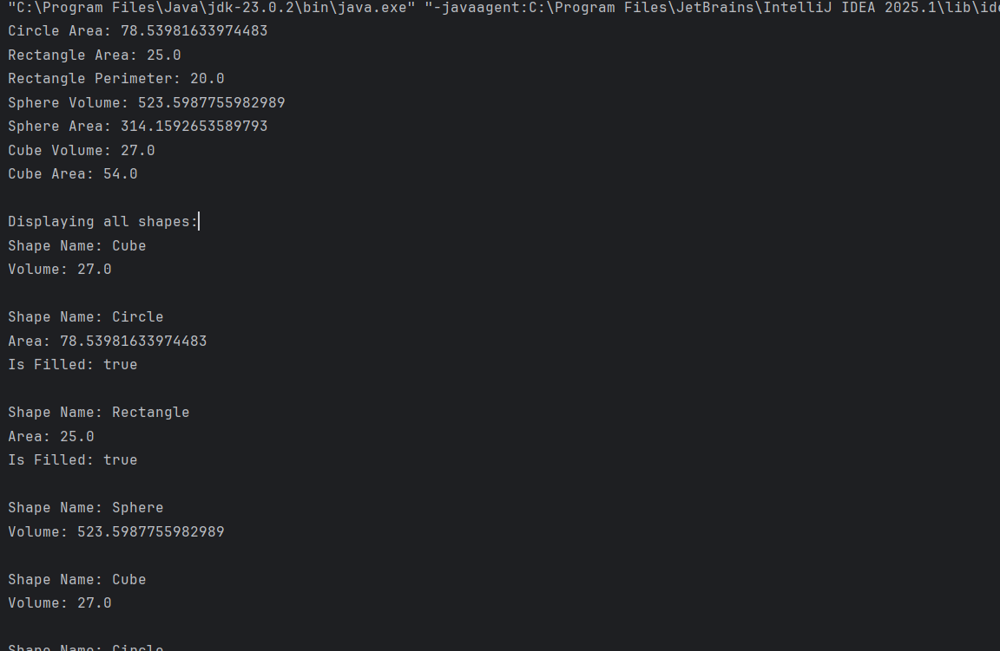 "C:\Program Files\Java\jdk-23.0.2\bin\java.exe" "-javaagent:C:\Program Files\JetBrains\IntelliJ IDEA 2025.1\lib\ide
Circle Area: 78.53981633974483
Rectangle Area: 25.0
Rectangle Perimeter: 20.0
Sphere Volume: 523.5987755982989
Sphere Area: 314.1592653589793
Cube Volume: 27.0
Cube Area: 54.0
Displaying all shapes:
Shape Name: Cube
Volume: 27.0
Shape Name: Circle
Area: 78.53981633974483
Is Filled: true
Shape Name: Rectangle
Area: 25.0
Is Filled: true
Shape Name: Sphere
Volume: 523.5987755982989
Shape Name: Cube
Volume: 27.0
Shape Name: Circle